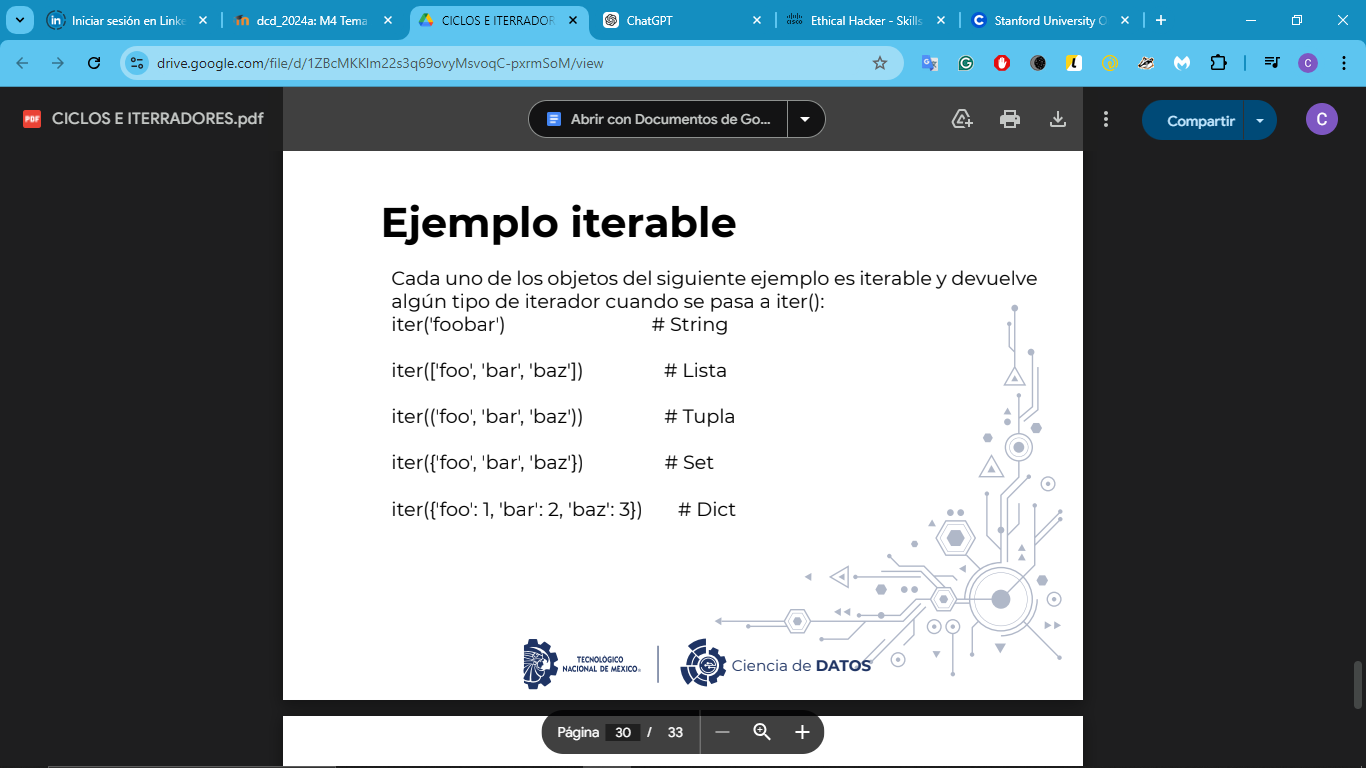 Iniciar sesión en Linke
dcd_2024a: M4 Tema
CICLOS E ITERRADOR
ChatGPT
Ethical Hacker - Skills
Stanford University O
drive.google.com/file/d/1ZBcMKKlm22s3q69ovyMsvoqC-pxrmSoM/view
C
PDF CICLOS E ITERRADORES.pdf
Abrir con Documentos de Go...
Compartir
C
Ejemplo iterable
Cada uno de los objetos del siguiente ejemplo es iterable y devuelve
algún tipo de iterador cuando se pasa a iter():
iter('foobar') # String
iter(['foo', 'bar', 'baz']) # Lista
iter(('foo', 'bar', 'baz')) # Tupla
iter({'foo', 'bar', 'baz'}) # Set
iter({'foo': 1, 'bar': 2, 'baz': 3}) # Dict
TECNOLÓGICO
NACIONAL DE MÉXICO
Ciencia de DATOS
Página 30 / 33